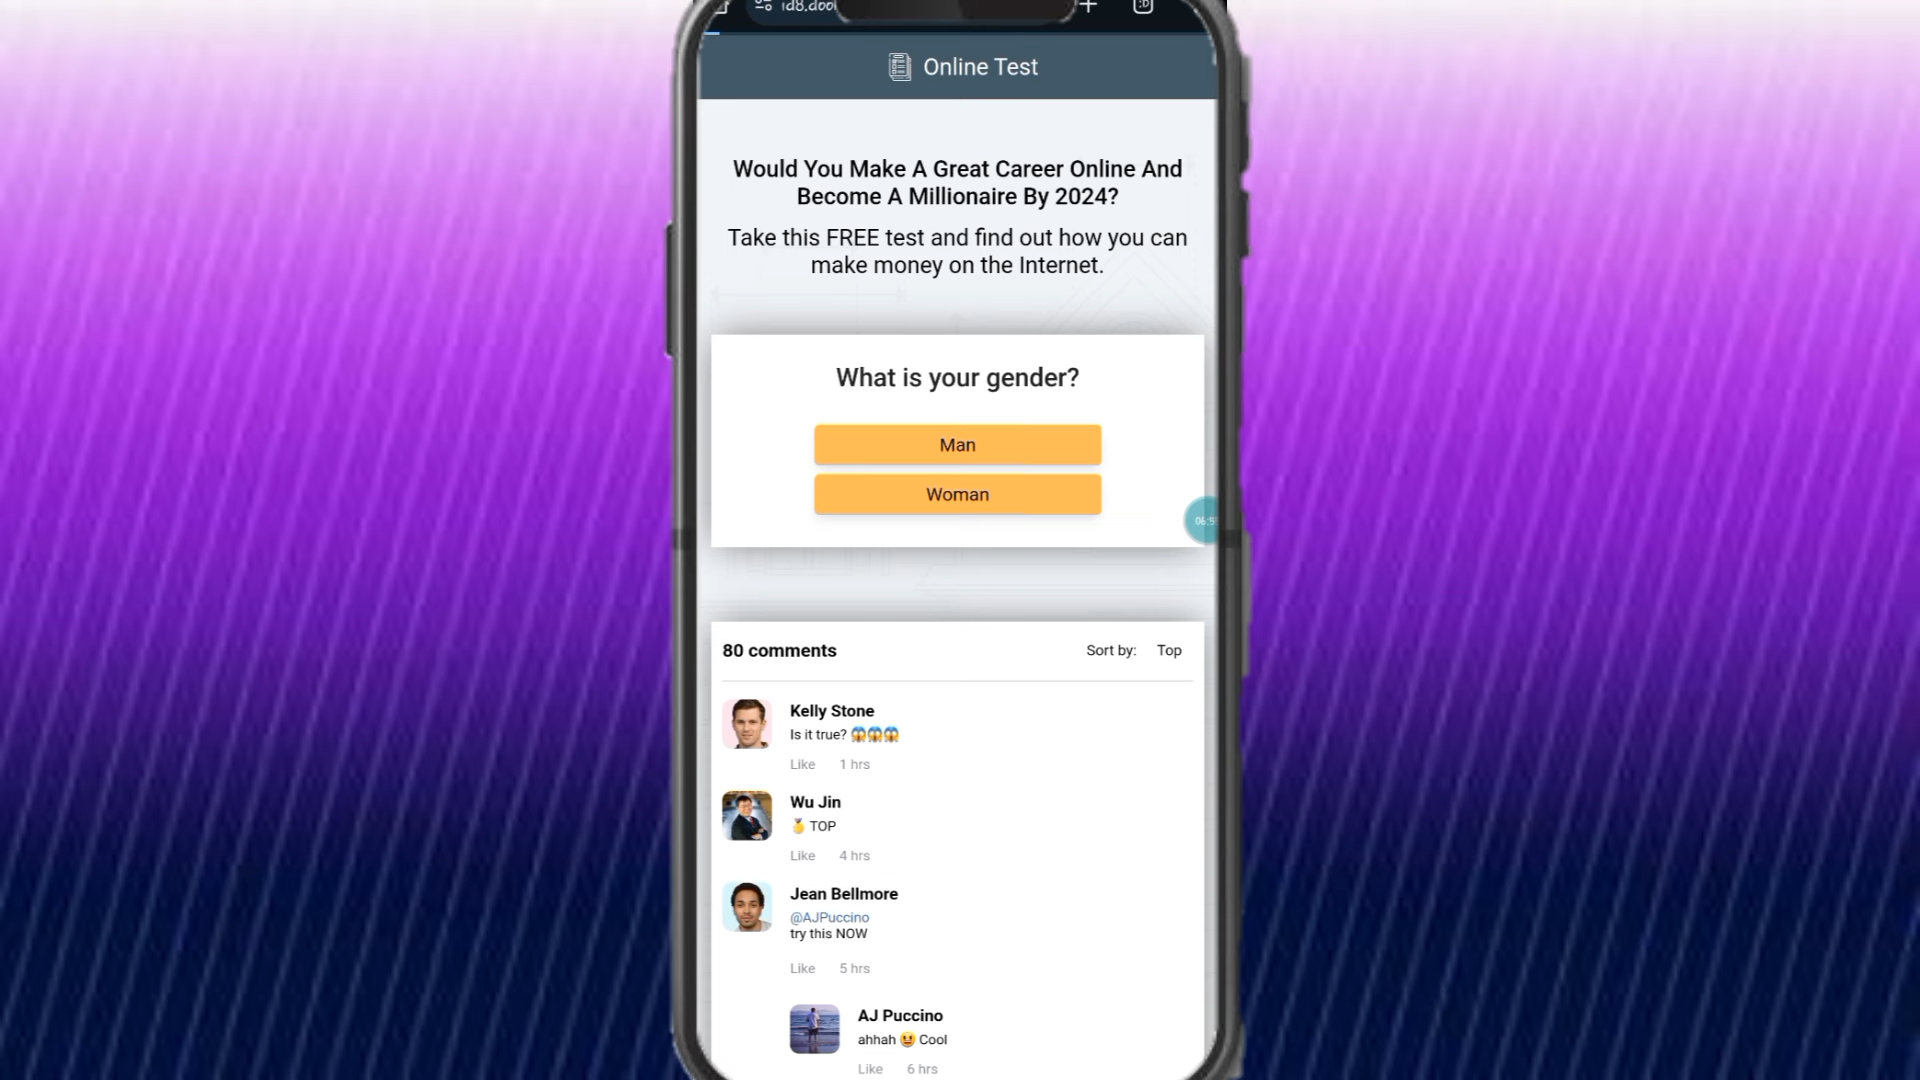 Online Test
Would You Make A Great Career Online And
Become A Millionaire By 2024?
Take this FREE test and find out how you can
make money on the Internet.
What is your gender?
Man
Woman
80 comments
Sort by: Top
Kelly Stone
Is it true? 😱😱😱
Like 1 hrs
Wu Jin
🥇 TOP
Like 4 hrs
Jean Bellmore
@AJPuccino
try this NOW
Like 5 hrs
AJ Puccino
ahhah 😆 Cool
Like 6 hrs